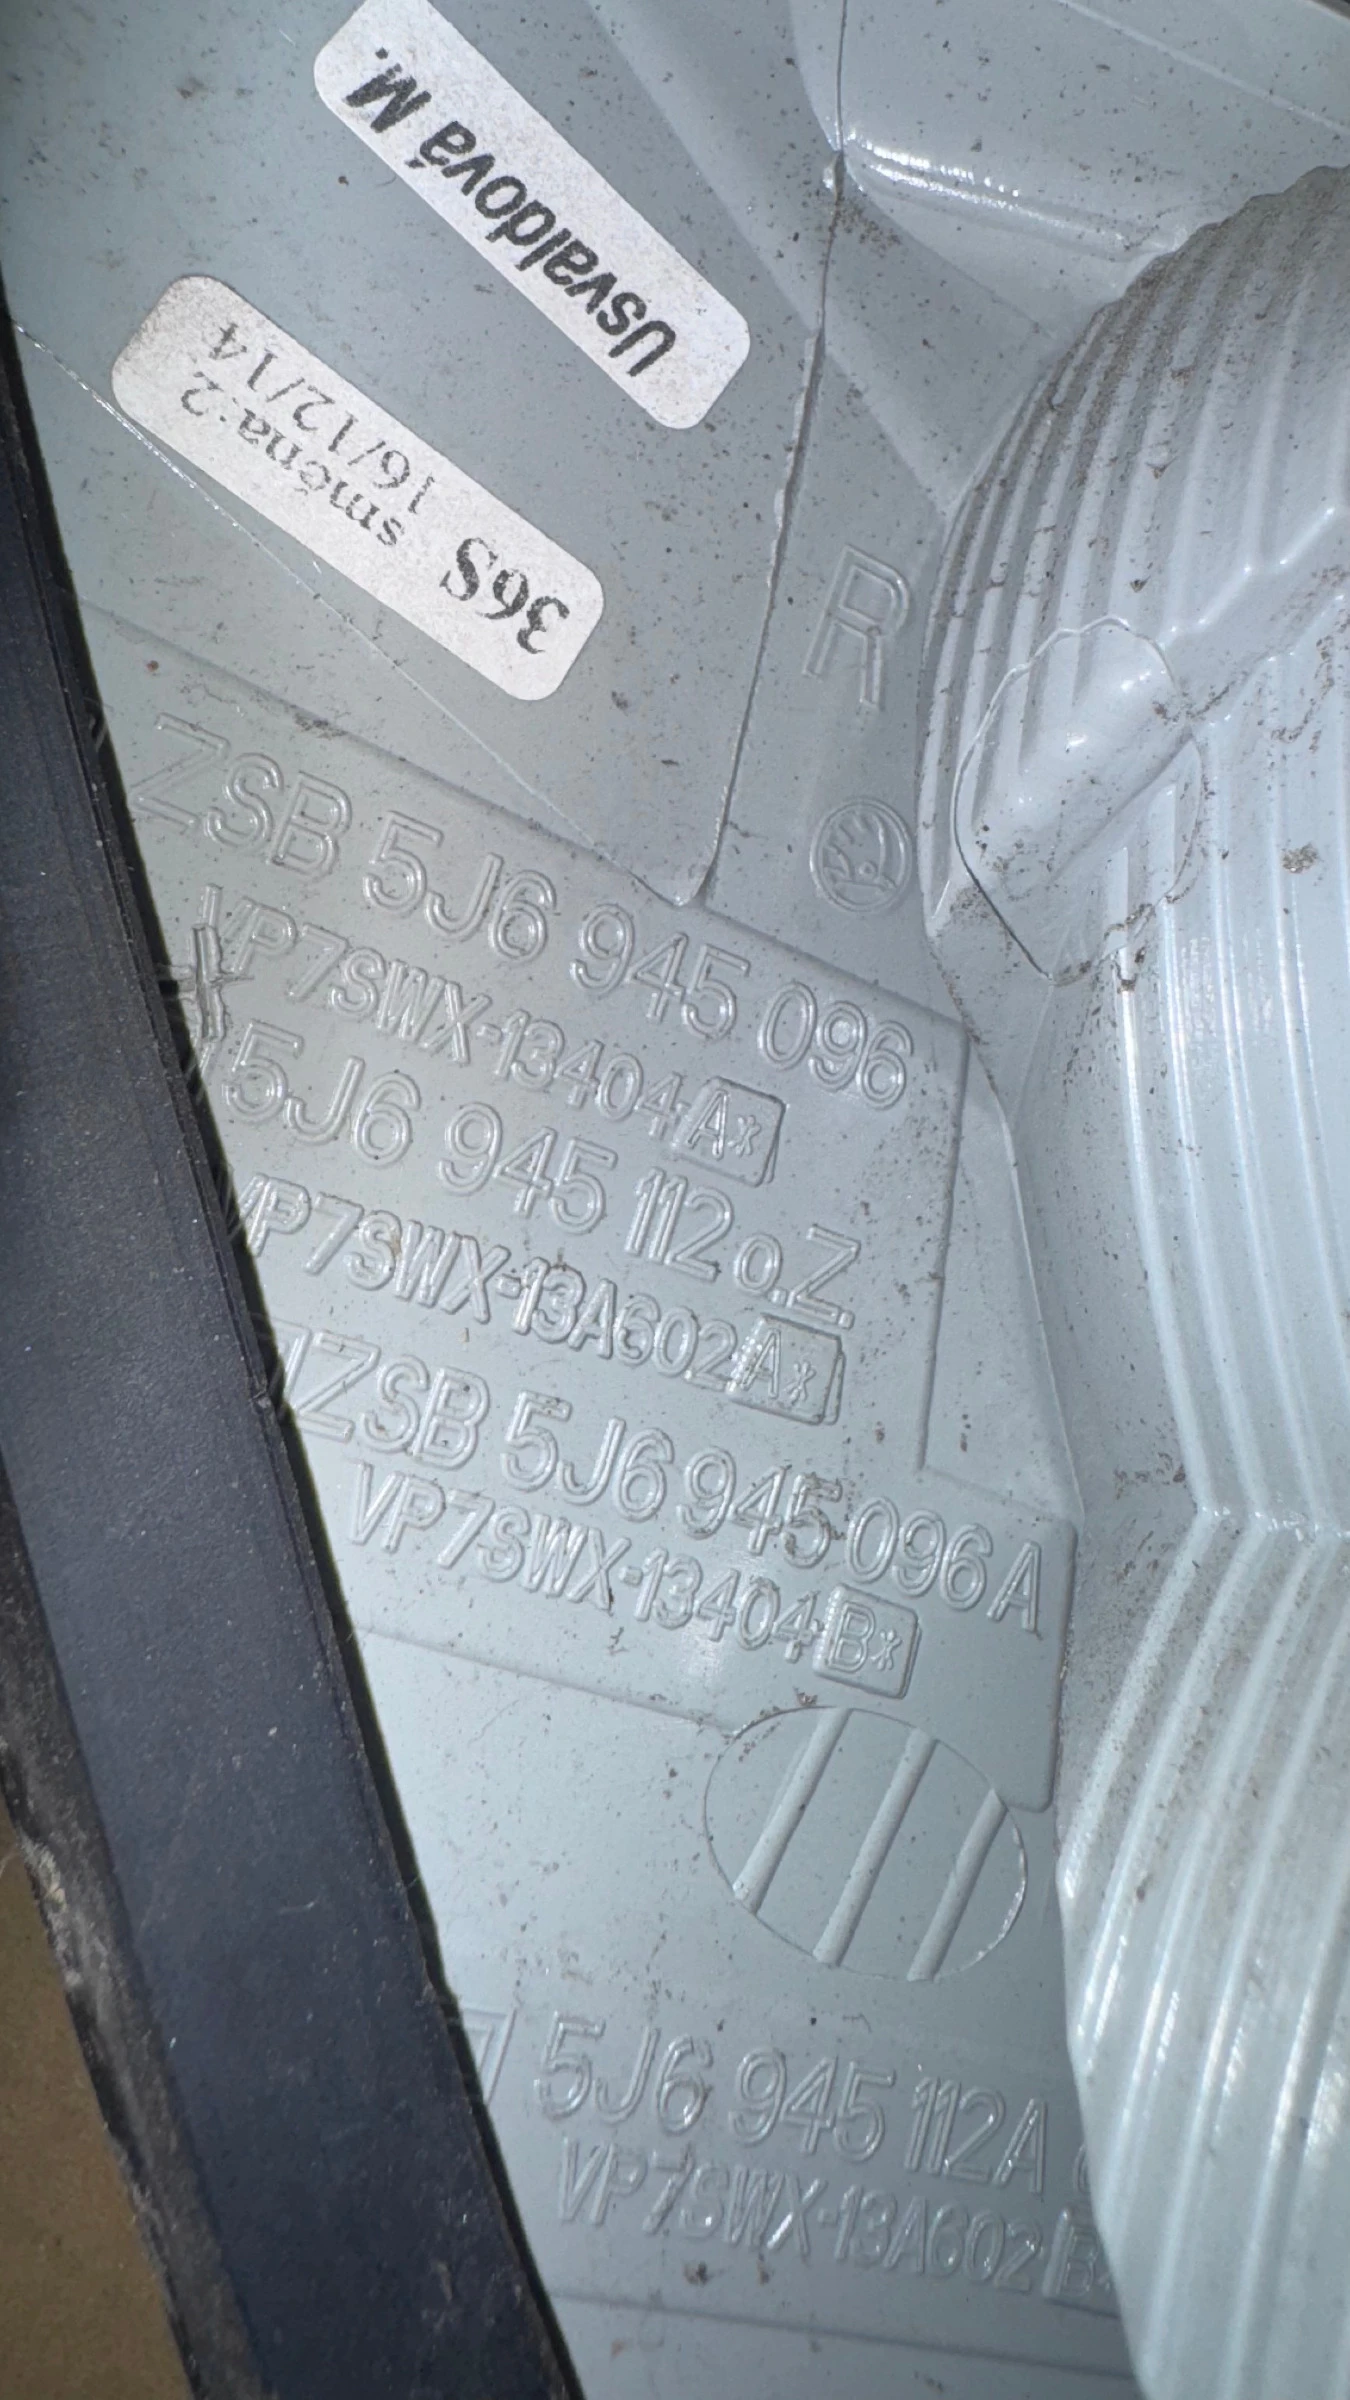 Usvaldová M.
36S
směna:2
16/12/14
R
ZSB 5J6 945 096
VP7SWX-13404 A*
5J6 945 112 o.Z.
VP7SWX-13A602 A*
ZSB 5J6 945 096 A
VP7SWX-13404 B*
5J6 945 112A
VP7SWX-13A602 B